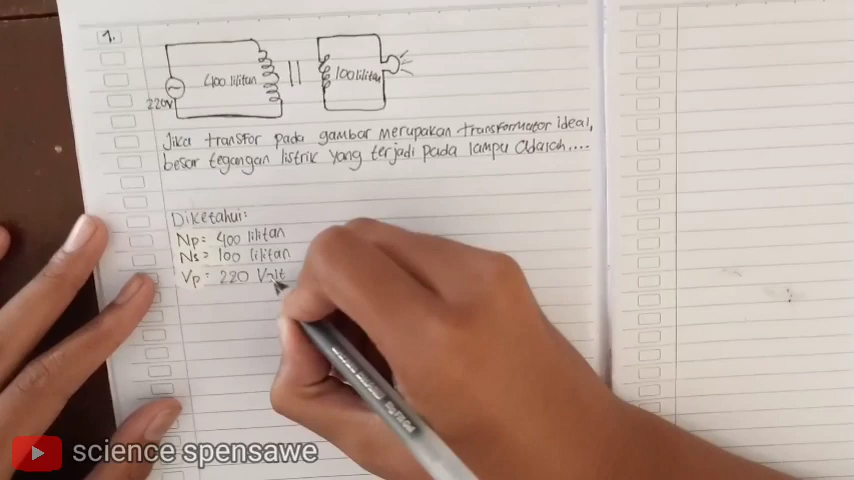 1.
400 lilitan
100 lilitan
220V
Jika transfor pada gambar merupakan transformator ideal,
besar tegangan listrik yang terjadi pada lampu adalah....
Diketahui:
Np = 400 lilitan
Ns = 100 lilitan
Vp = 220 Volt
science spensawe